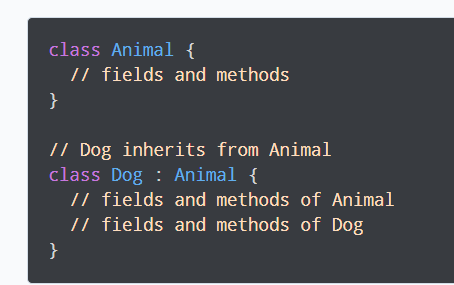 class Animal {
  // fields and methods
}

// Dog inherits from Animal
class Dog : Animal {
  // fields and methods of Animal
  // fields and methods of Dog
}